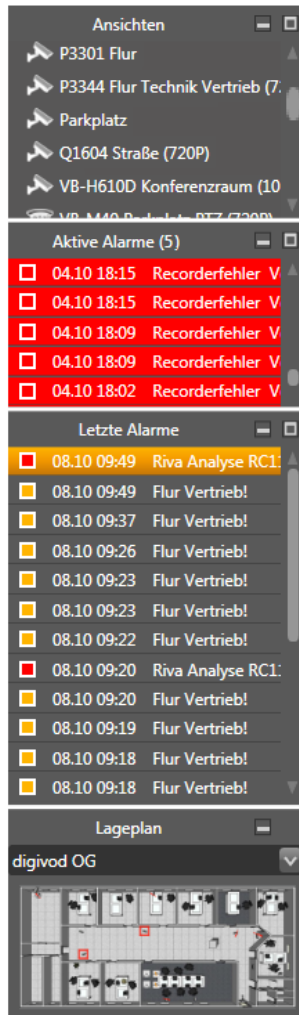 Ansichten
P3301 Flur
P3344 Flur Technik Vertrieb (7
Parkplatz
Q1604 Straße (720P)
VB-H610D Konferenzraum (10
VB-M40 Parkplatz PTZ (720P)
Aktive Alarme (5)
04.10 18:15 Recorderfehler V
04.10 18:15 Recorderfehler V
04.10 18:09 Recorderfehler V
04.10 18:09 Recorderfehler V
04.10 18:02 Recorderfehler V
Letzte Alarme
08.10 09:49 Riva Analyse RC1
08.10 09:49 Flur Vertrieb!
08.10 09:37 Flur Vertrieb!
08.10 09:26 Flur Vertrieb!
08.10 09:23 Flur Vertrieb!
08.10 09:23 Flur Vertrieb!
08.10 09:22 Flur Vertrieb!
08.10 09:20 Riva Analyse RC1
08.10 09:20 Flur Vertrieb!
08.10 09:19 Flur Vertrieb!
08.10 09:18 Flur Vertrieb!
08.10 09:18 Flur Vertrieb!
Lageplan
digivod OG